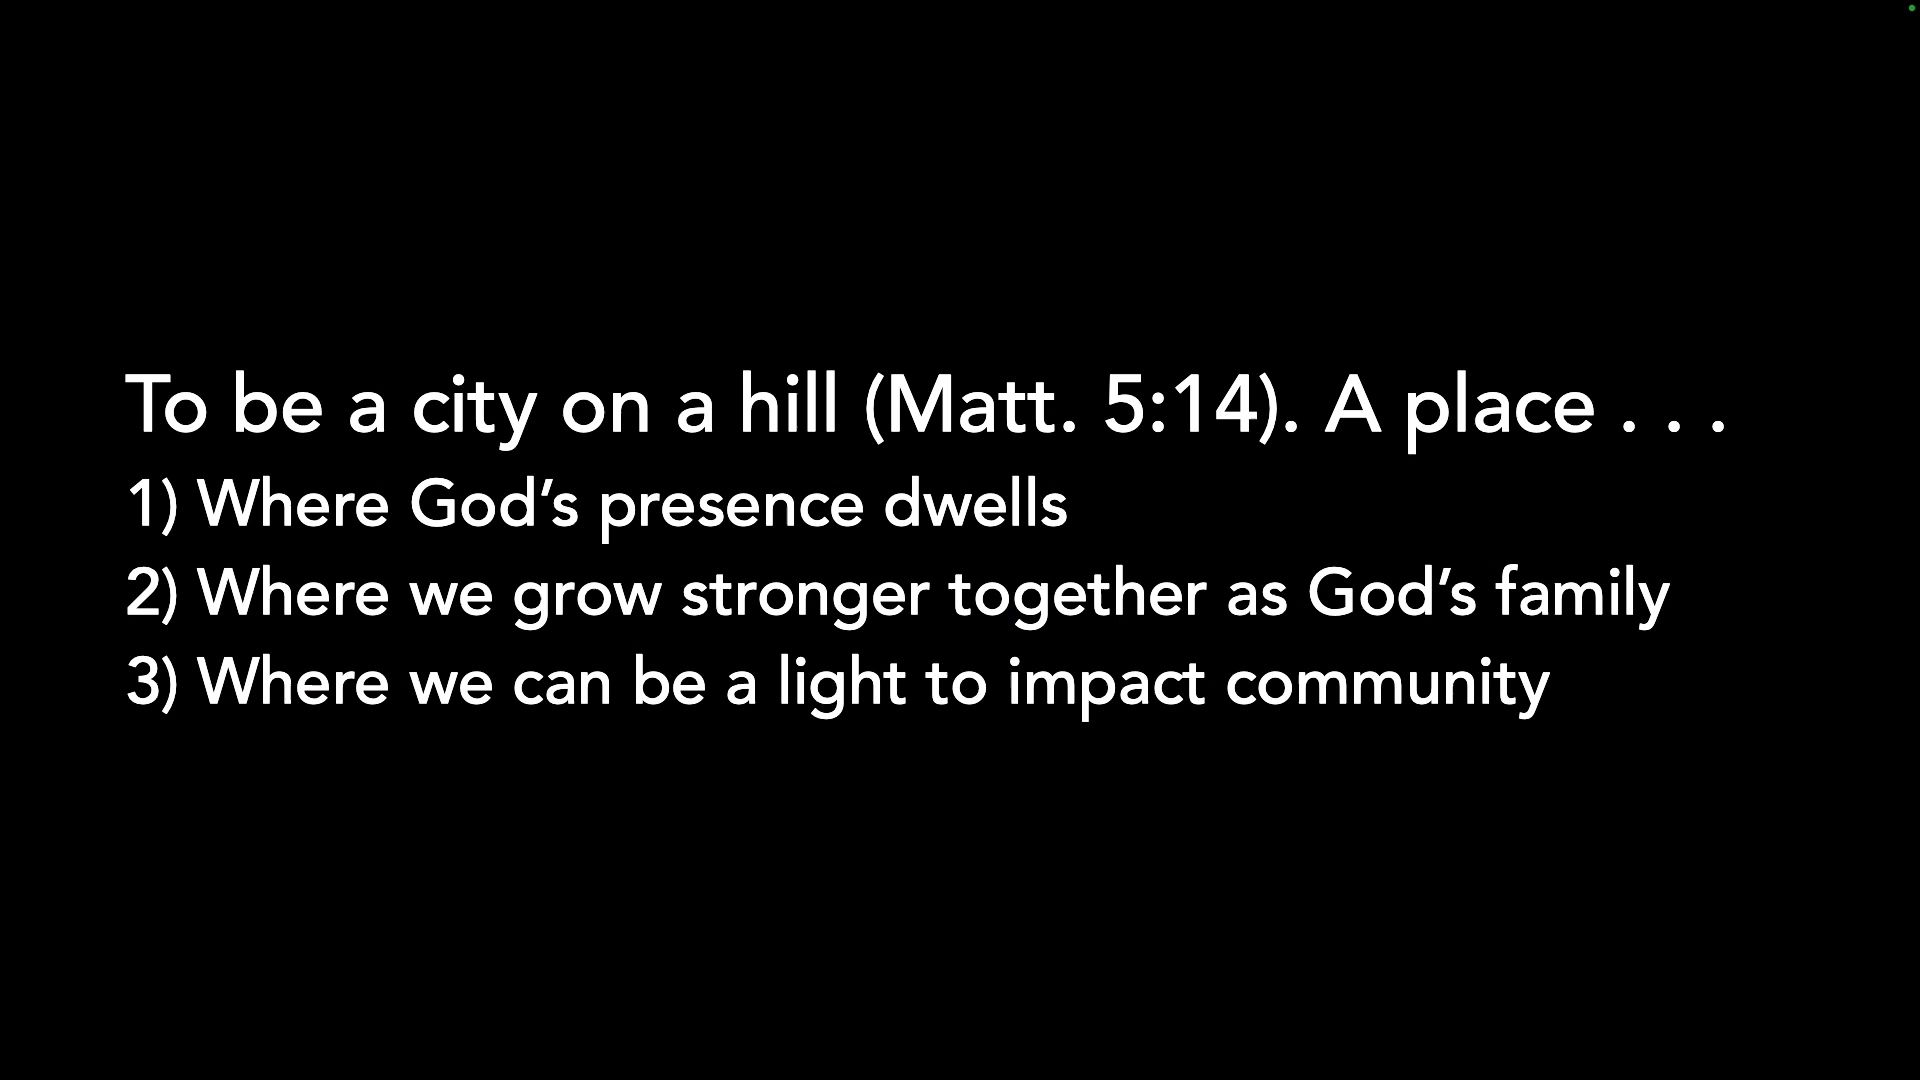 To be a city on a hill (Matt. 5:14). A place . . .
1) Where God’s presence dwells
2) Where we grow stronger together as God’s family
3) Where we can be a light to impact community